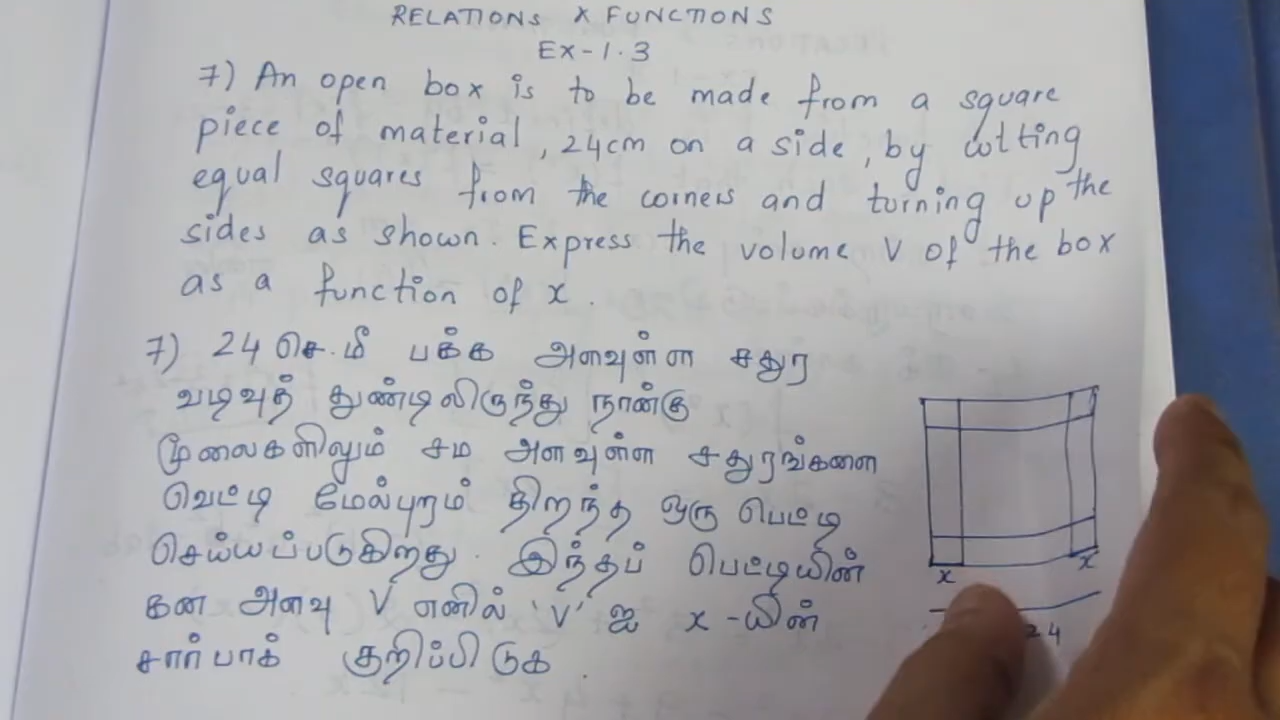 RELATIONS & FUNCTIONS
Ex-1.3
7) An open box is to be made from a square
piece of material, 24cm on a side, by cutting
equal squares from the corners and turning up the
sides as shown. Express the volume V of the box
as a function of x.
7) 24 செ.மீ பக்க அளவுள்ள சதுர
வடிவத் துண்டிலிருந்து நான்கு
மூலைகளிலும் சம அளவுள்ள சதுரங்களை
வெட்டி மேல்புறம் திறந்த ஒரு பெட்டி
செய்யப்படுகிறது. இந்தப் பெட்டியின்
கன அளவு V எனில் 'V' ஐ x -யின்
சார்பாக் குறிப்பிடுக.
x x
24